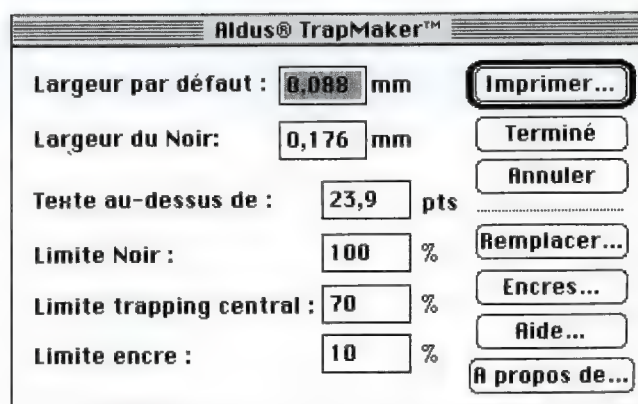 Aldus® TrapMaker™
Largeur par défaut : 0,088 mm
Imprimer...
Largeur du Noir: 0,176 mm
Terminé
Annuler
Texte au-dessus de : 23,9 pts
Remplacer...
Limite Noir : 100 %
Encres...
Limite trapping central : 70 %
Aide...
Limite encre : 10 %
A propos de...